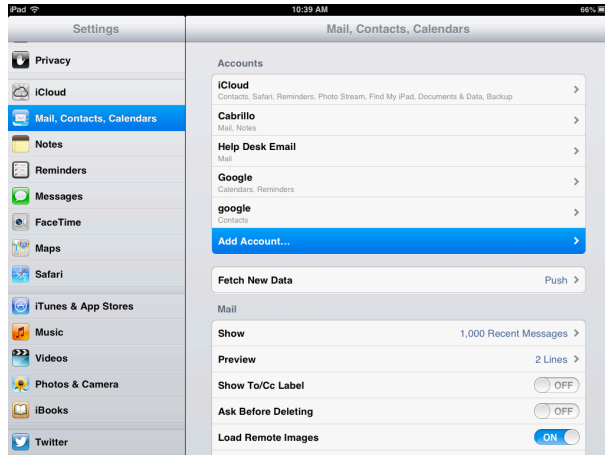 iPad 10:39 AM 66%
Settings
Privacy
iCloud
Mail, Contacts, Calendars
Notes
Reminders
Messages
FaceTime
Maps
Safari
iTunes & App Stores
Music
Videos
Photos & Camera
iBooks
Twitter
Mail, Contacts, Calendars
Accounts
iCloud
Contacts, Safari, Reminders, Photo Stream, Find My iPad, Documents & Data, Backup
Cabrillo
Mail, Notes
Help Desk Email
Mail
Google
Calendars, Reminders
google
Contacts
Add Account...
Fetch New Data Push
Mail
Show 1,000 Recent Messages
Preview 2 Lines
Show To/Cc Label OFF
Ask Before Deleting OFF
Load Remote Images ON